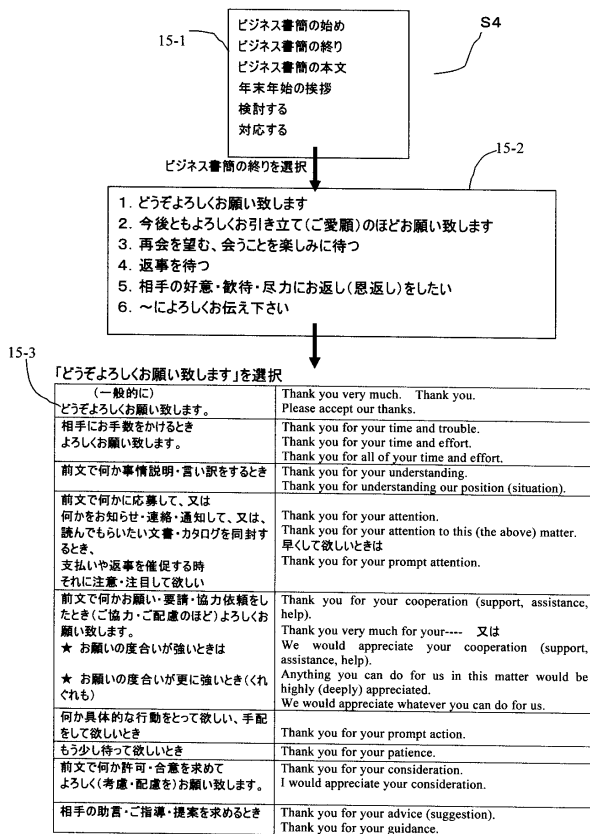 15-1
S4
ビジネス書簡の始め
ビジネス書簡の終り
ビジネス書簡の本文
年末年始の挨拶
検討する
対応する
ビジネス書簡の終りを選択
15-2
1. どうぞよろしくお願い致します
2. 今後ともよろしくお引き立て(ご愛顧)のほどお願い致します
3. 再会を望む、会うことを楽しみに待つ
4. 返事を待つ
5. 相手の好意・歓待・尽力にお返し(恩返し)をしたい
6. ～によろしくお伝え下さい
15-3
「どうぞよろしくお願い致します」を選択
(一般的に)
どうぞよろしくお願い致します。
Thank you very much. Thank you.
Please accept our thanks.
相手にお手数をかけるとき
よろしくお願い致します。
Thank you for your time and trouble.
Thank you for your time and effort.
Thank you for all of your time and effort.
前文で何か事情説明・言い訳をするとき
Thank you for your understanding.
Thank you for understanding our position (situation).
前文で何かに応募して、又は
何かをお知らせ・連絡・通知して、又は、
読んでもらいたい文書・カタログを同封す
るとき、
支払いや返事を催促する時
それに注意・注目して欲しい
Thank you for your attention.
Thank you for your attention to this (the above) matter.
早くして欲しいときは
Thank you for your prompt attention.
前文で何かお願い・要請・協力依頼をし
たとき(ご協力・ご配慮のほど)よろしくお
願い致します。
★ お願いの度合いが強いときは
★ お願いの度合いが更に強いとき(くれ
ぐれも)
Thank you for your cooperation (support, assistance,
help).
Thank you very much for your---- 又は
We would appreciate your cooperation (support,
assistance, help).
Anything you can do for us in this matter would be
highly (deeply) appreciated.
We would appreciate whatever you can do for us.
何か具体的な行動をとって欲しい、手配
をして欲しいとき
Thank you for your prompt action.
もう少し待って欲しいとき
Thank you for your patience.
前文で何か許可・合意を求めて
よろしく(考慮・配慮を)お願い致します。
Thank you for your consideration.
I would appreciate your consideration.
相手の助言・ご指導・提案を求めるとき
Thank you for your advice (suggestion).
Thank you for your guidance.